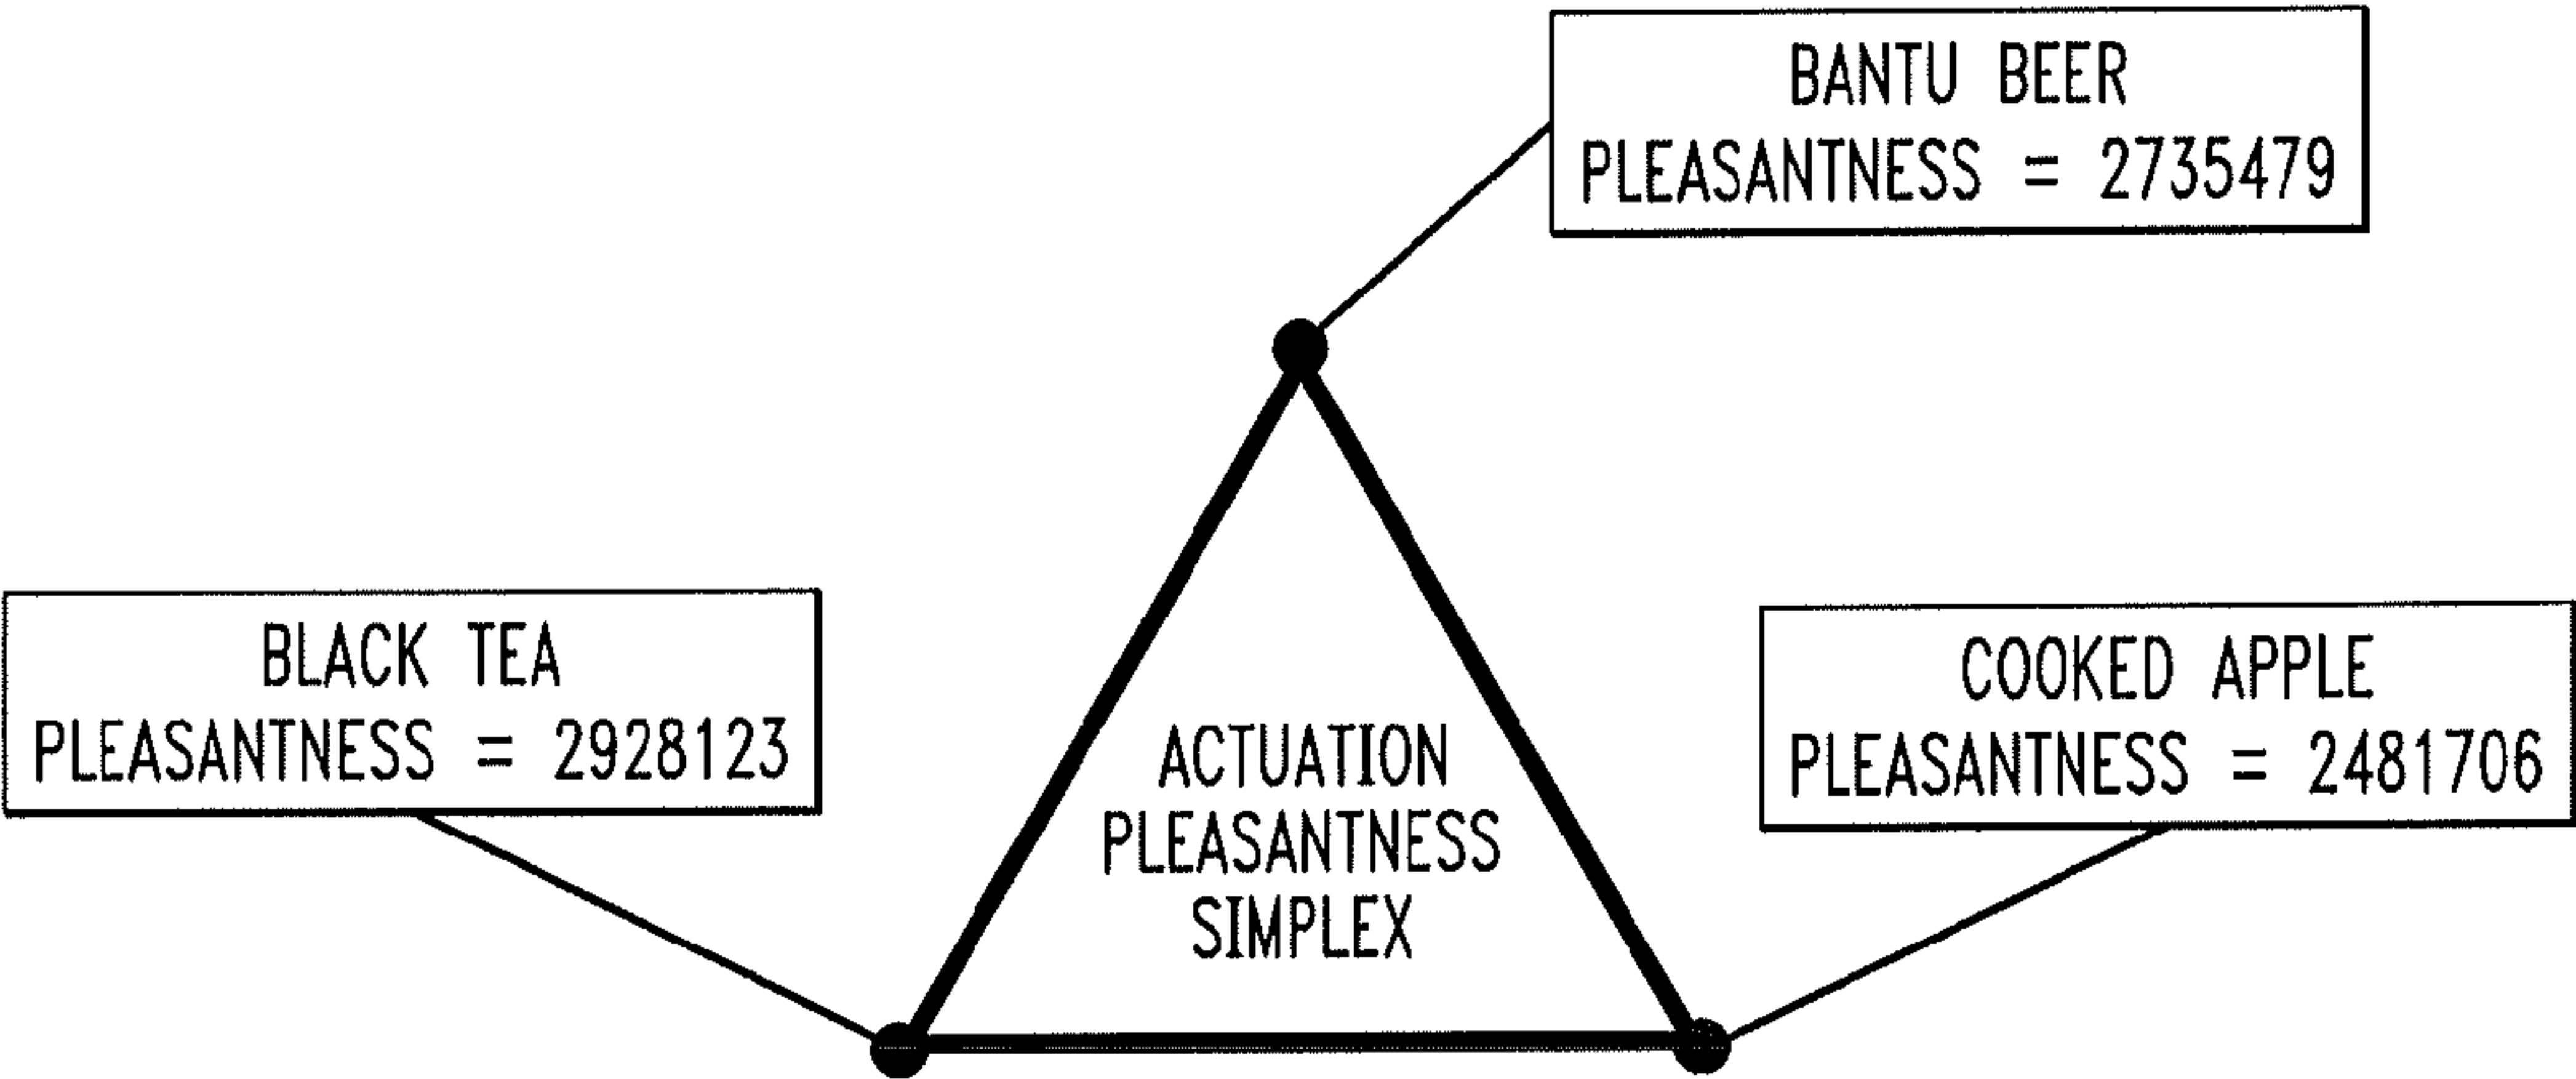 BANTU BEER
PLEASANTNESS = 2735479
BLACK TEA
PLEASANTNESS = 2928123
COOKED APPLE
PLEASANTNESS = 2481706
ACTUATION
PLEASANTNESS
SIMPLEX